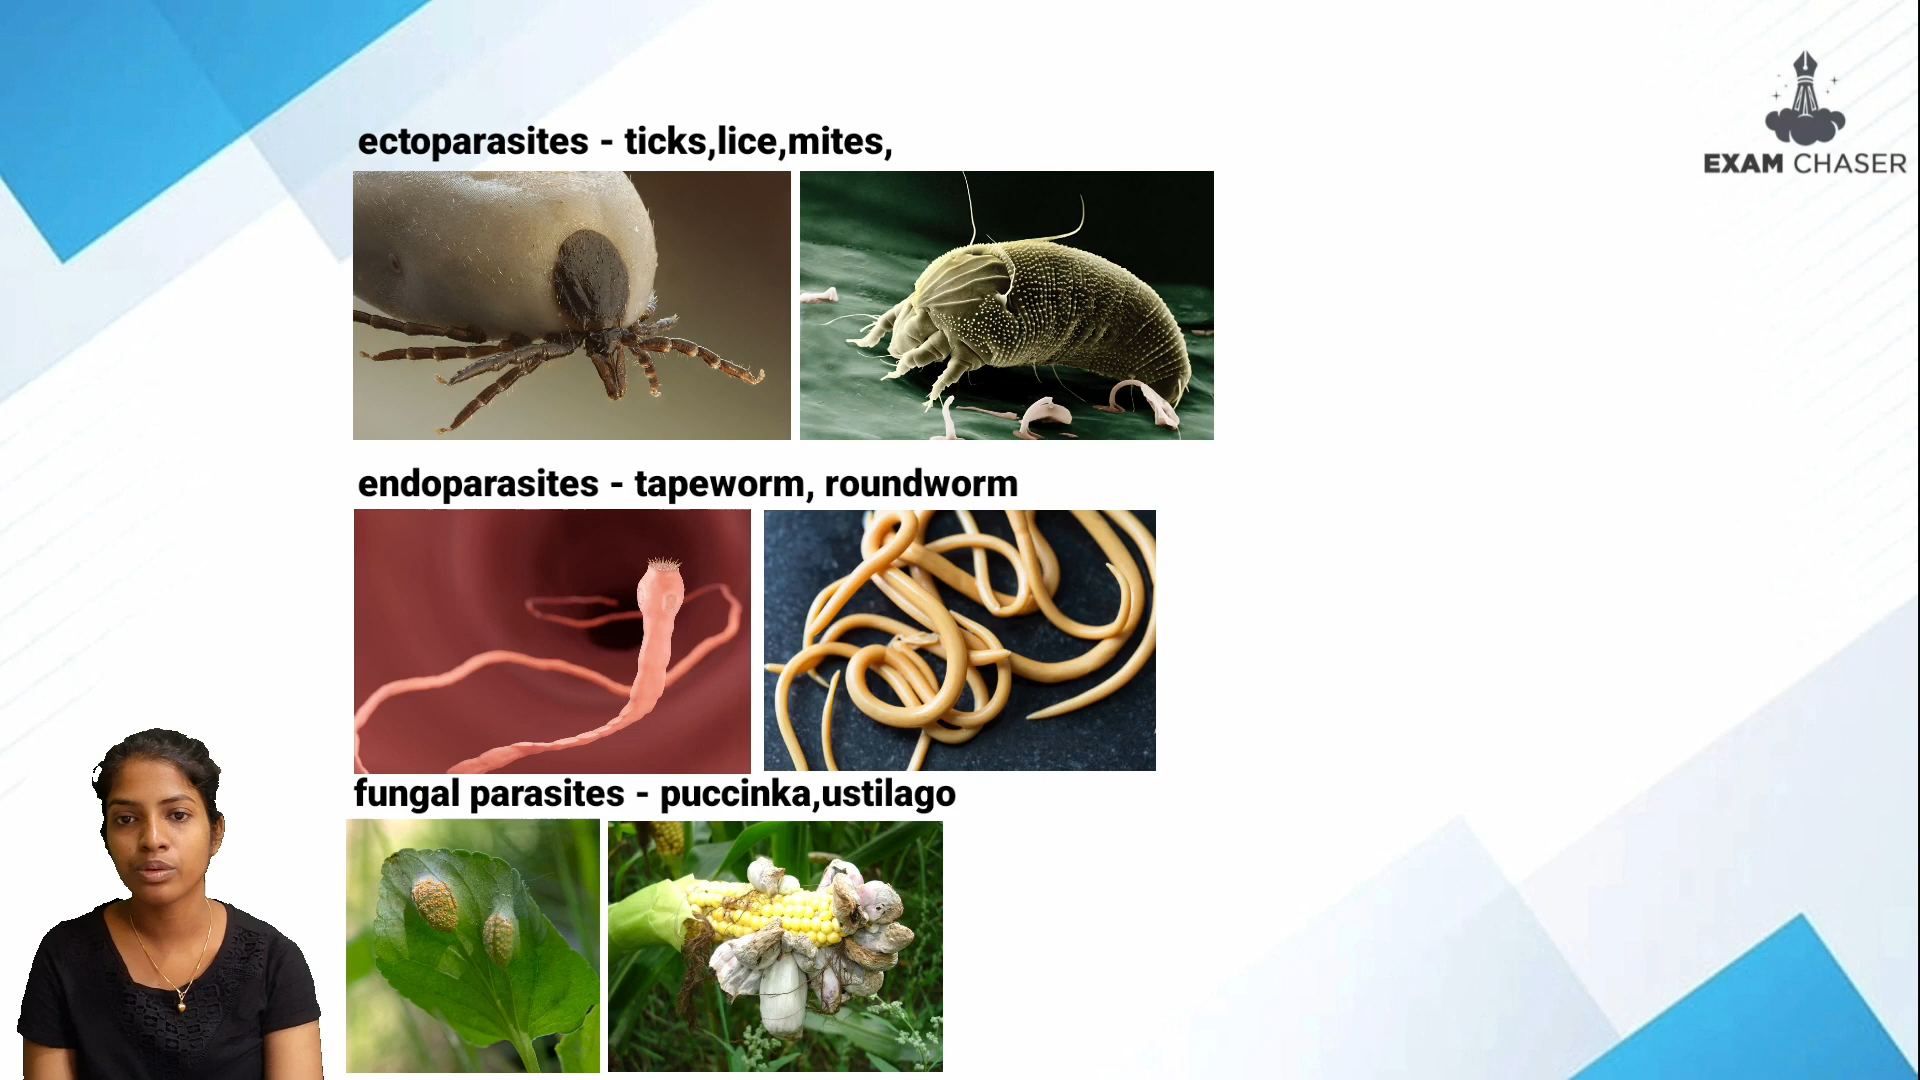 EXAM CHASER
ectoparasites - ticks,lice,mites,
endoparasites - tapeworm, roundworm
fungal parasites - puccinka,ustilago